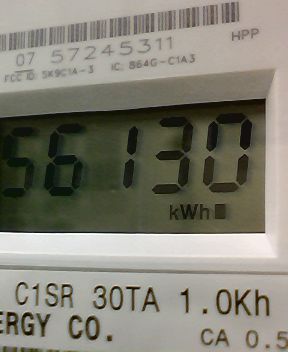 07 57245311
HPP
FCC ID: SK9C1A-3 IC: 864G-C1A3
56130
kWh
C1SR 30TA 1.0Kh
ERGY CO.
CA 0.5